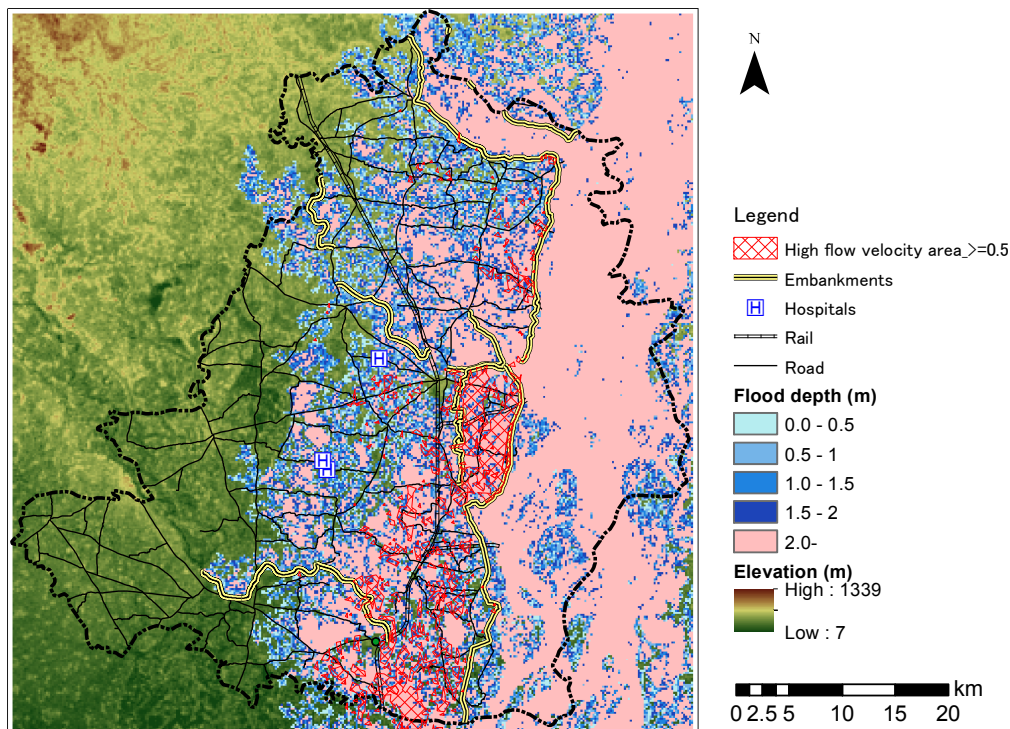 N
Legend
High flow velocity area_>=0.5
Embankments
H Hospitals
Rail
Road
Flood depth (m)
0.0 - 0.5
0.5 - 1
1.0 - 1.5
1.5 - 2
2.0-
Elevation (m)
High : 1339
Low : 7
km
0 2.5 5 10 15 20
H
H
H